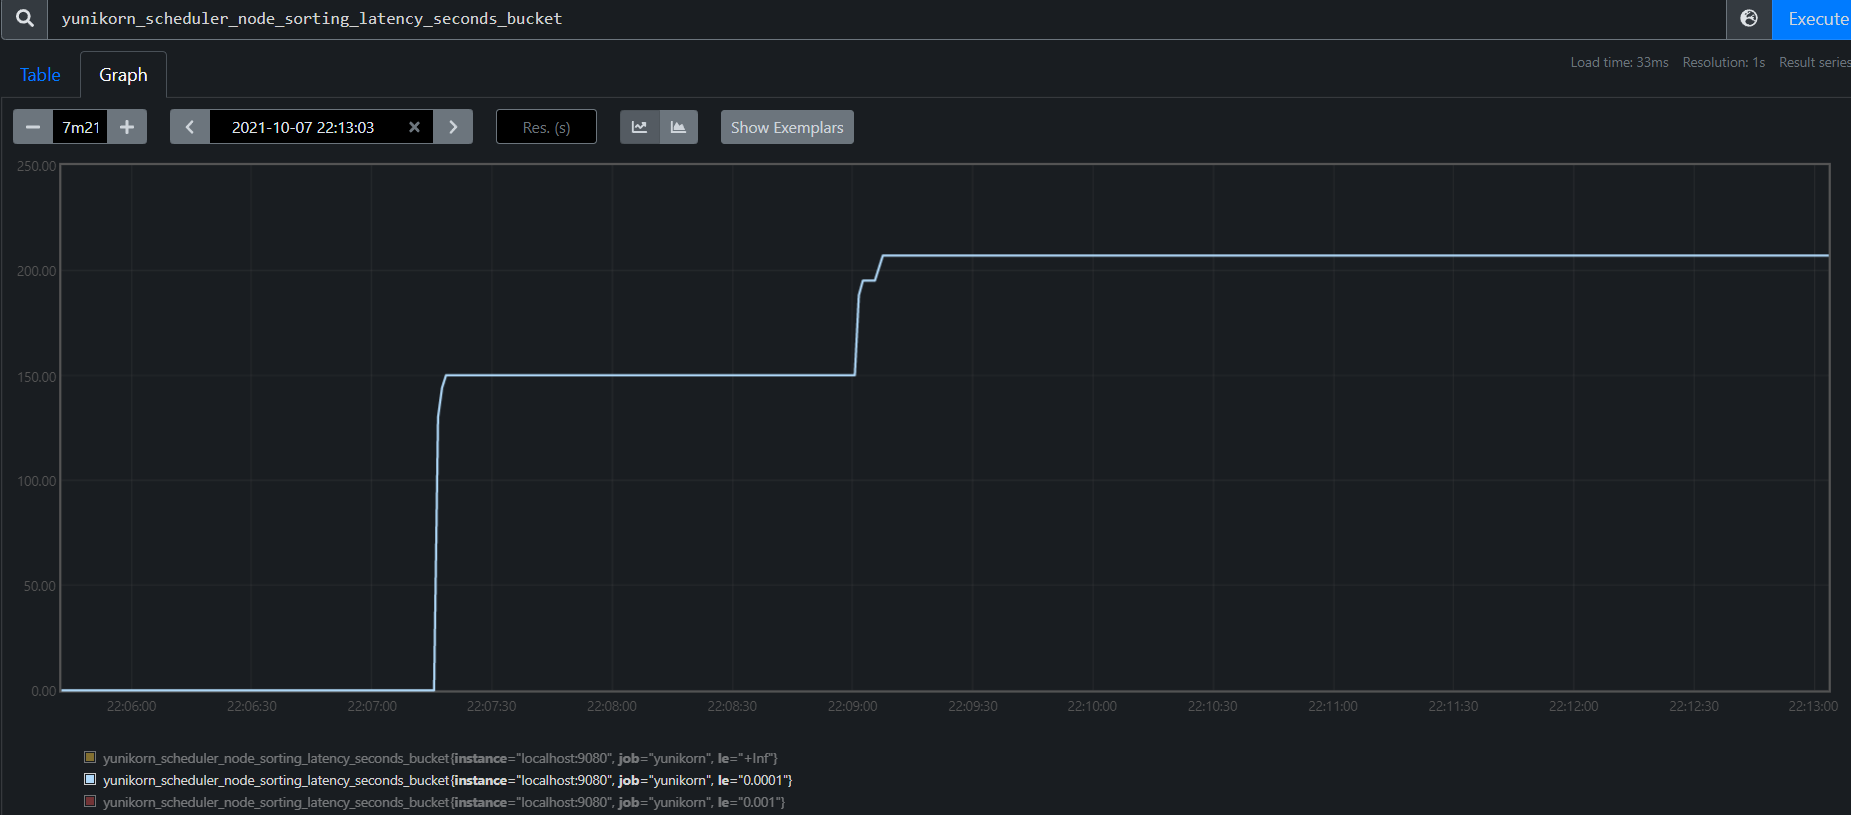 yunikorn_scheduler_node_sorting_latency_seconds_bucket Execute
Table Graph Load time: 33ms Resolution: 1s Result series
7m21 2021-10-07 22:13:03 Res. (s) Show Exemplars
250.00
200.00
150.00
100.00
50.00
0.00
22:06:00 22:06:30 22:07:00 22:07:30 22:08:00 22:08:30 22:09:00 22:09:30 22:10:00 22:10:30 22:11:00 22:11:30 22:12:00 22:12:30 22:13:00
yunikorn_scheduler_node_sorting_latency_seconds_bucket{instance="localhost:9080", job="yunikorn", le="+Inf"}
yunikorn_scheduler_node_sorting_latency_seconds_bucket{instance="localhost:9080", job="yunikorn", le="0.0001"}
yunikorn_scheduler_node_sorting_latency_seconds_bucket{instance="localhost:9080", job="yunikorn", le="0.001"}